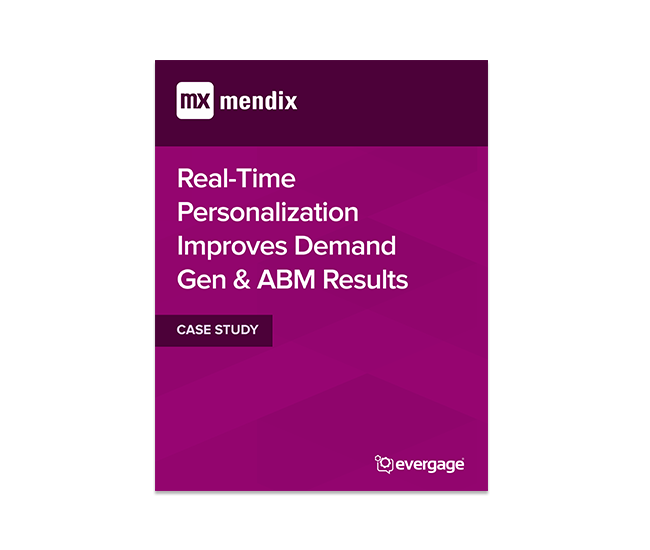 mx mendix
Real-Time
Personalization
Improves Demand
Gen & ABM Results
CASE STUDY
evergage®